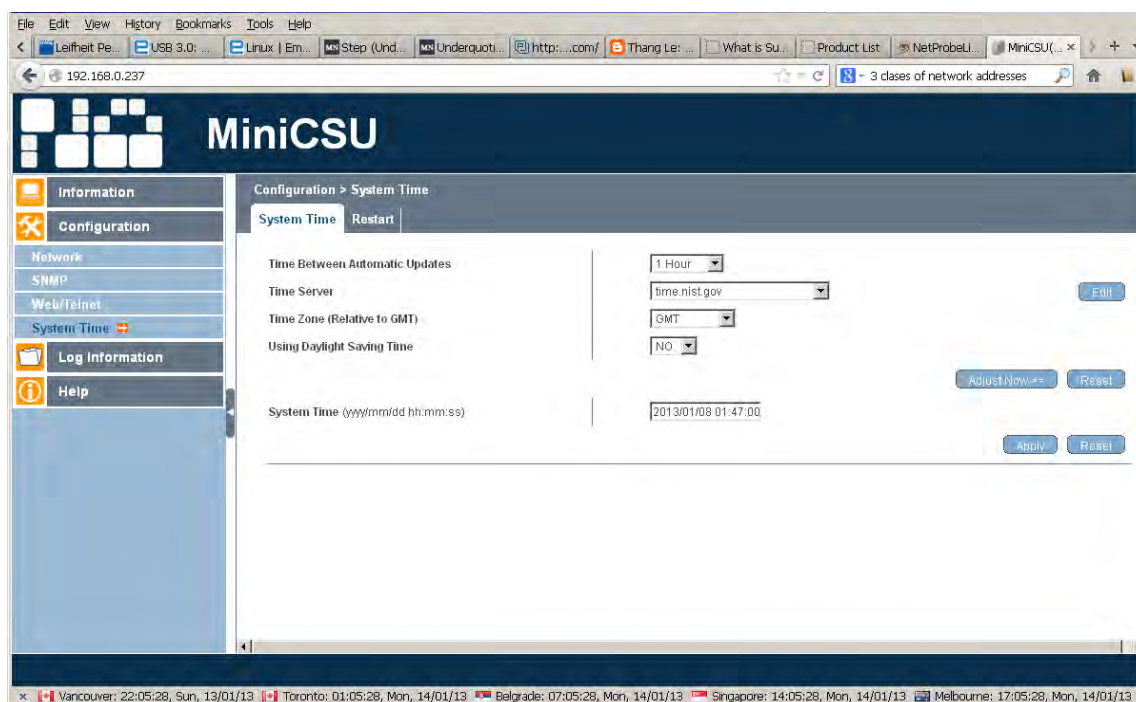 File Edit View History Bookmarks Tools Help
Leifheit Pe... USB 3.0: ... Linux | Em... Step (Und... Underquoti... http:....com/ Thang Le: ... What is Su... Product List NetProbeLi... MiniCSU(...
192.168.0.237 3 clases of network addresses
MiniCSU
Information
Configuration
Network
SNMP
Web/Telnet
System Time
Log Information
Help
Configuration > System Time
System Time Restart
Time Between Automatic Updates 1 Hour
Time Server time.nist.gov Edit
Time Zone (Relative to GMT) GMT
Using Daylight Saving Time NO
Adjust Now >> Reset
System Time (yyyy/mm/dd hh:mm:ss) 2013/01/08 01:47:00
Apply Reset
Vancouver: 22:05:28, Sun, 13/01/13 Toronto: 01:05:28, Mon, 14/01/13 Belgrade: 07:05:28, Mon, 14/01/13 Singapore: 14:05:28, Mon, 14/01/13 Melbourne: 17:05:28, Mon, 14/01/13